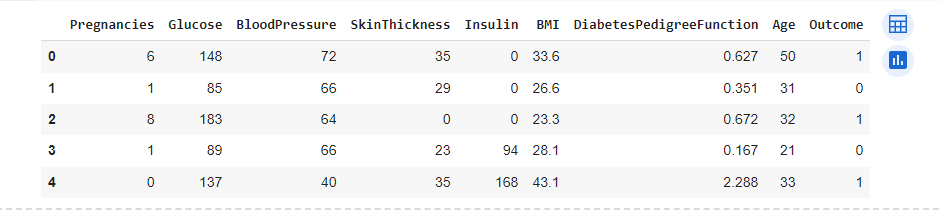 Pregnancies Glucose BloodPressure SkinThickness Insulin BMI DiabetesPedigreeFunction Age Outcome
0 6 148 72 35 0 33.6 0.627 50 1
1 1 85 66 29 0 26.6 0.351 31 0
2 8 183 64 0 0 23.3 0.672 32 1
3 1 89 66 23 94 28.1 0.167 21 0
4 0 137 40 35 168 43.1 2.288 33 1